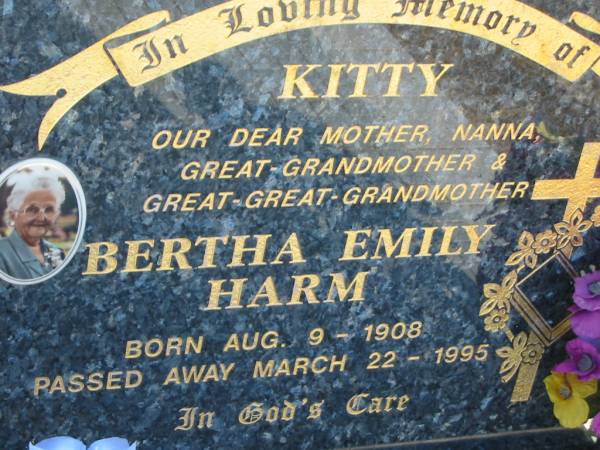 In Loving Memory of
KITTY
OUR DEAR MOTHER, NANNA,
GREAT-GRANDMOTHER &
GREAT-GREAT-GRANDMOTHER
BERTHA EMILY
HARM
BORN AUG. 9 - 1908
PASSED AWAY MARCH 22 - 1995
In God's Care